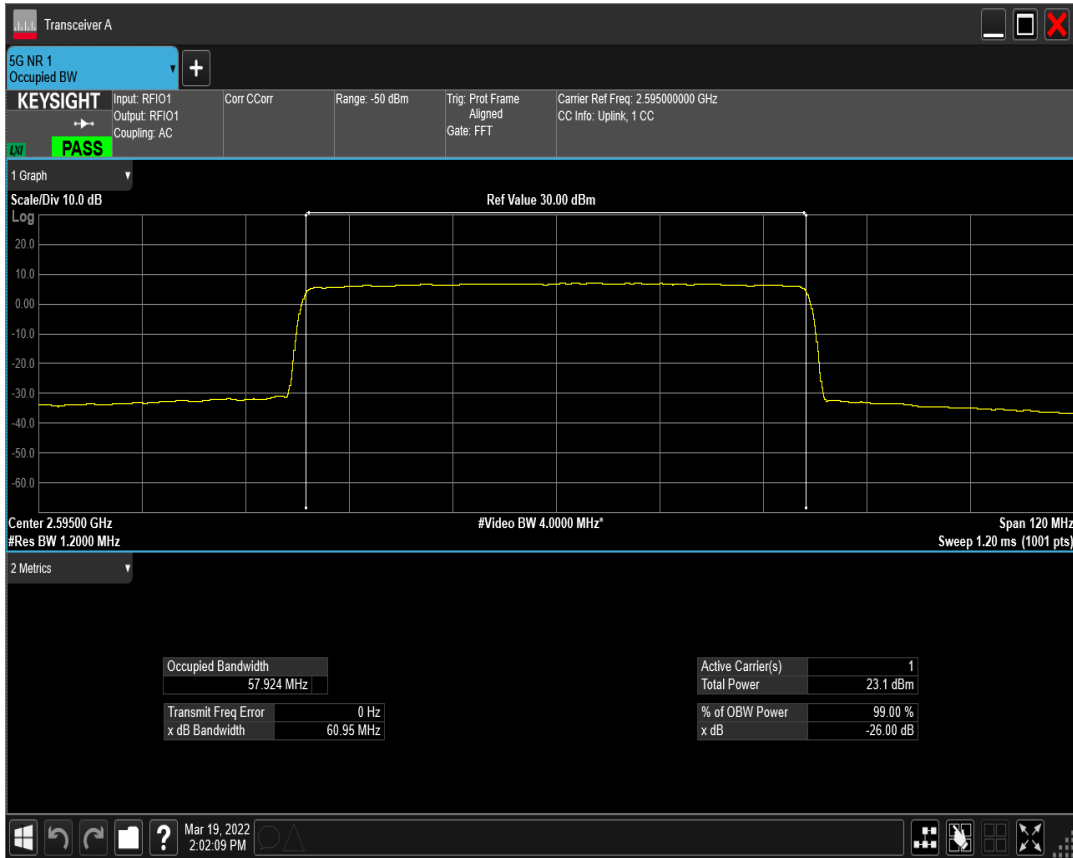 Transceiver A
5G NR 1
Occupied BW
+
KEYSIGHT
LXI
PASS
Input: RFIO1
Output: RFIO1
Coupling: AC
Corr CCorr
Range: -50 dBm
Trig: Prot Frame
Aligned
Gate: FFT
Carrier Ref Freq: 2.595000000 GHz
CC Info: Uplink, 1 CC
1 Graph
Scale/Div 10.0 dB
Ref Value 30.00 dBm
Log
20.0
10.0
0.00
-10.0
-20.0
-30.0
-40.0
-50.0
-60.0
Center 2.59500 GHz
#Video BW 4.0000 MHz*
Span 120 MHz
#Res BW 1.2000 MHz
Sweep 1.20 ms (1001 pts)
2 Metrics
Occupied Bandwidth
57.924 MHz
Transmit Freq Error 0 Hz
x dB Bandwidth 60.95 MHz
Active Carrier(s) 1
Total Power 23.1 dBm
% of OBW Power 99.00 %
x dB -26.00 dB
?
Mar 19, 2022
2:02:09 PM